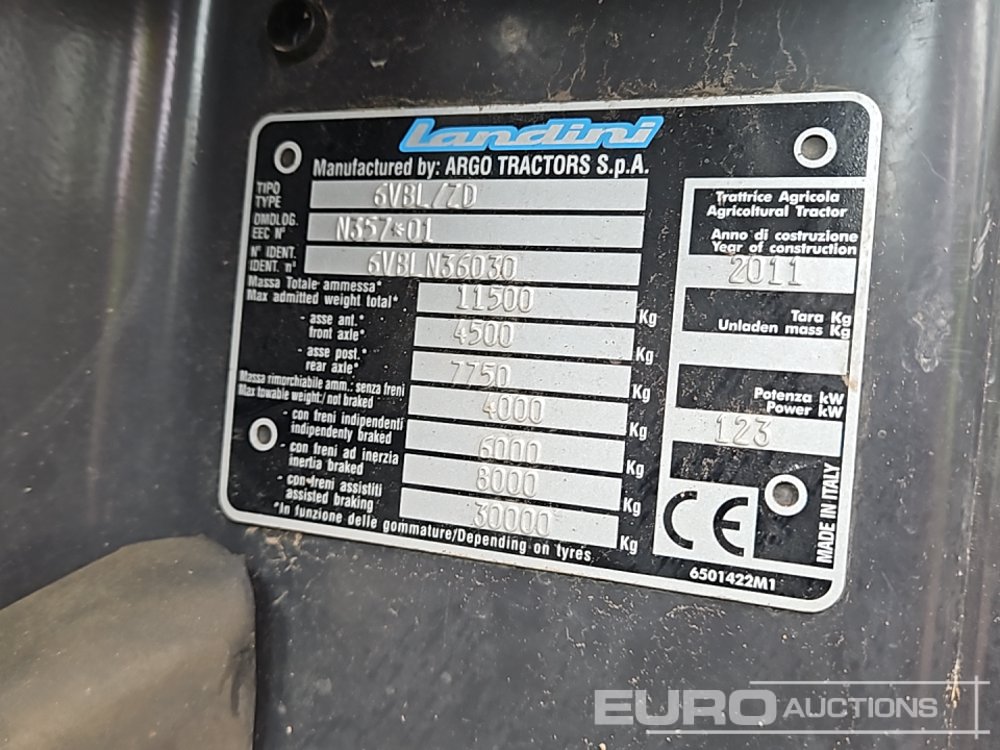 Landini
Manufactured by: ARGO TRACTORS S.p.A.
TIPO
TYPE
6VBL/ZD
OMOLOG.
EEC N°
N357*01
N° IDENT.
IDENT. n°
6VBLN36030
Massa Totale ammessa*
Max admitted weight total*
11500 Kg
- asse ant.*
front axle*
4500 Kg
- asse post.*
rear axle*
7750 Kg
Massa rimorchiabile amm.: senza freni
Max towable weight: not braked
4000 Kg
- con freni indipendenti
independenty braked
6000 Kg
- con freni ad inerzia
inertia braked
8000 Kg
- con freni assistiti
assisted braking
30000 Kg
*In funzione delle gommature/Depending on tyres
Trattrice Agricola
Agricoltural Tractor
Anno di costruzione
Year of construction
2011
Tara Kg
Unladen mass Kg
Potenza kW
Power kW
123
CE
MADE IN ITALY
6501422M1
EURO AUCTIONS